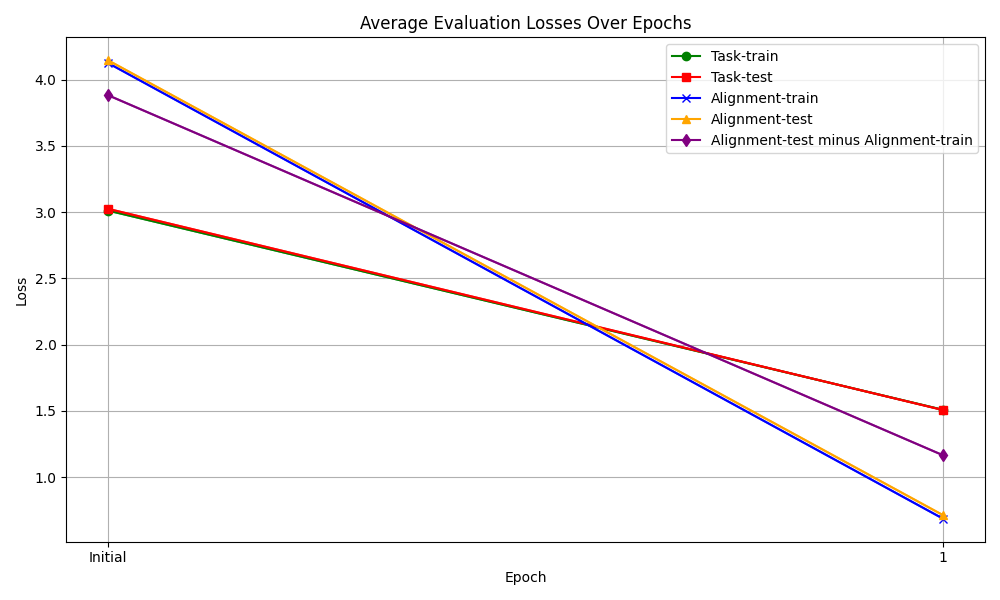 Average Evaluation Losses Over Epochs
Task-train
Task-test
Alignment-train
Alignment-test
Alignment-test minus Alignment-train
4.0
3.5
3.0
2.5
2.0
1.5
1.0
Loss
Initial
1
Epoch